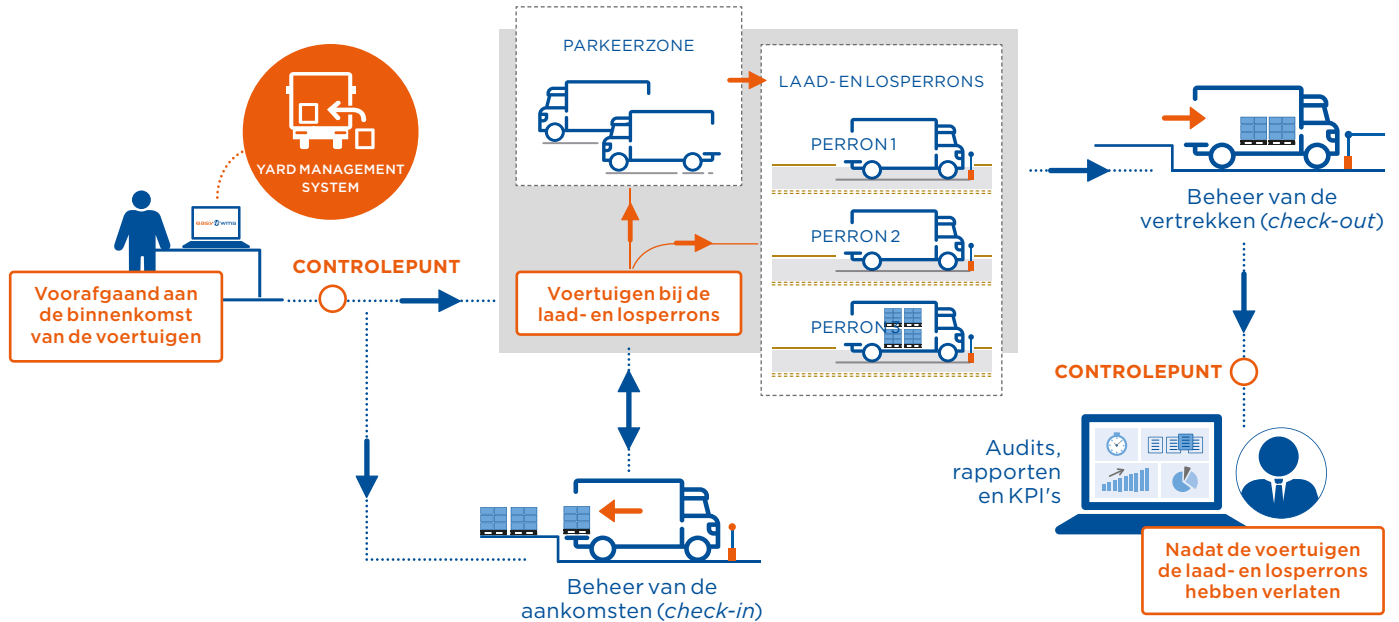 YARD MANAGEMENT
SYSTEM
easy wms
Voorafgaand aan
de binnenkomst
van de voertuigen
CONTROLEPUNT
PARKEERZONE
Voertuigen bij de
laad- en losperrons
LAAD- EN LOSPERRONS
PERRON 1
PERRON 2
PERRON 3
Beheer van de
aankomsten (check-in)
Beheer van de
vertrekken (check-out)
CONTROLEPUNT
Audits,
rapporten
en KPI's
Nadat de voertuigen
de laad- en losperrons
hebben verlaten